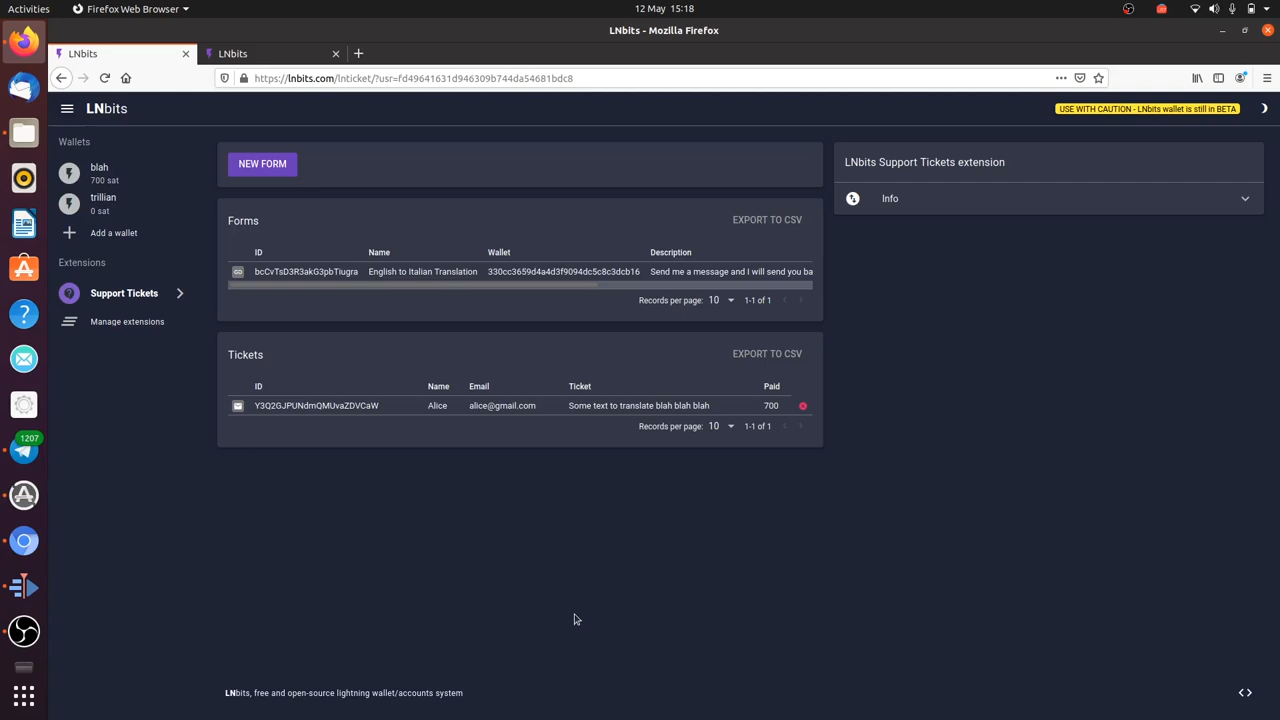 Activities
Firefox Web Browser
12 May 15:18
LNbits - Mozilla Firefox
LNbits
LNbits
https://lnbits.com/lnticket/?usr=fd49641631d946309b744da54681bdc8
LNbits
USE WITH CAUTION - LNbits wallet is still in BETA
Wallets
blah
700 sat
trillian
0 sat
Add a wallet
Extensions
Support Tickets
Manage extensions
NEW FORM
Forms
EXPORT TO CSV
ID Name Wallet Description
bcCvTsD3R3akG3pbTiugra English to Italian Translation 330cc3659d4a4d3f9094dc5c8c3dcb16 Send me a message and I will send you ba
Records per page: 10 1-1 of 1
Tickets
EXPORT TO CSV
ID Name Email Ticket Paid
Y3Q2GJPUNdmQMUvaZDVCaW Alice alice@gmail.com Some text to translate blah blah blah 700
Records per page: 10 1-1 of 1
LNbits Support Tickets extension
Info
1207
LNbits, free and open-source lightning wallet/accounts system